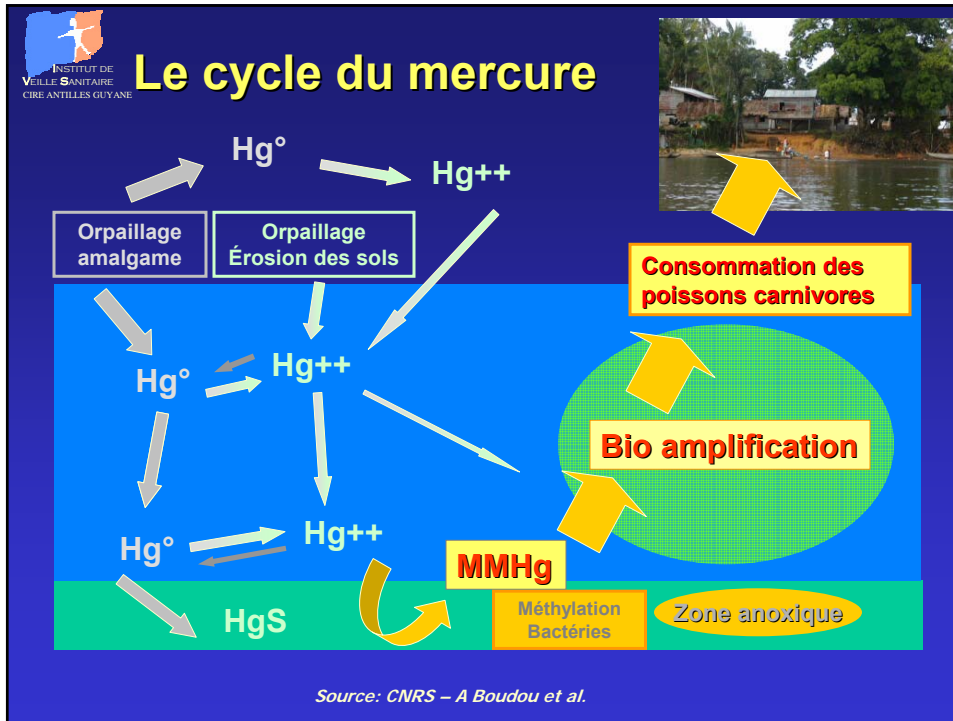 INSTITUT DE
VEILLE SANITAIRE
CIRE ANTILLES GUYANE
Le cycle du mercure
Hg°
Hg++
Orpaillage
amalgame
Orpaillage
Érosion des sols
Consommation des
poissons carnivores
Hg°
Hg++
Bio amplification
Hg°
Hg++
MMHg
HgS
Méthylation
Bactéries
Zone anoxique
Source: CNRS – A Boudou et al.